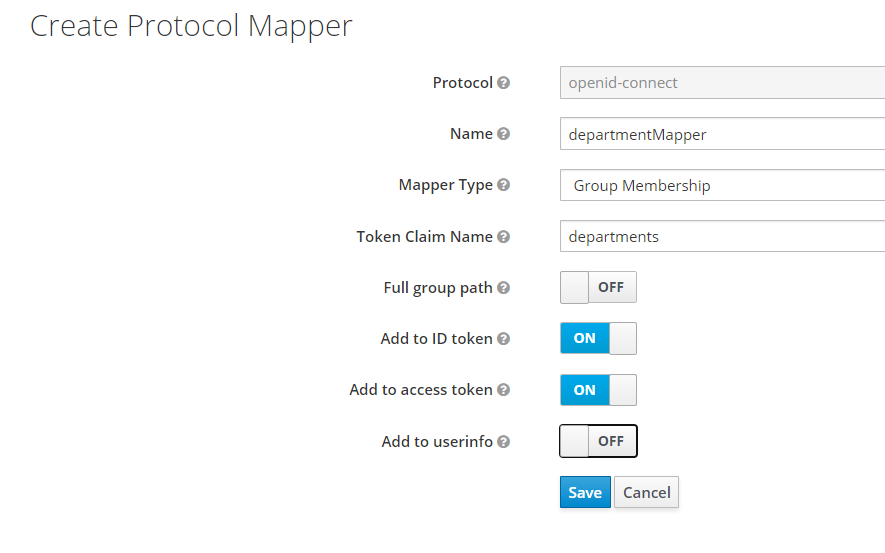 Create Protocol Mapper
Protocol ? openid-connect
Name ? departmentMapper
Mapper Type ? Group Membership
Token Claim Name ? departments
Full group path ? OFF
Add to ID token ? ON
Add to access token ? ON
Add to userinfo ? OFF
Save Cancel